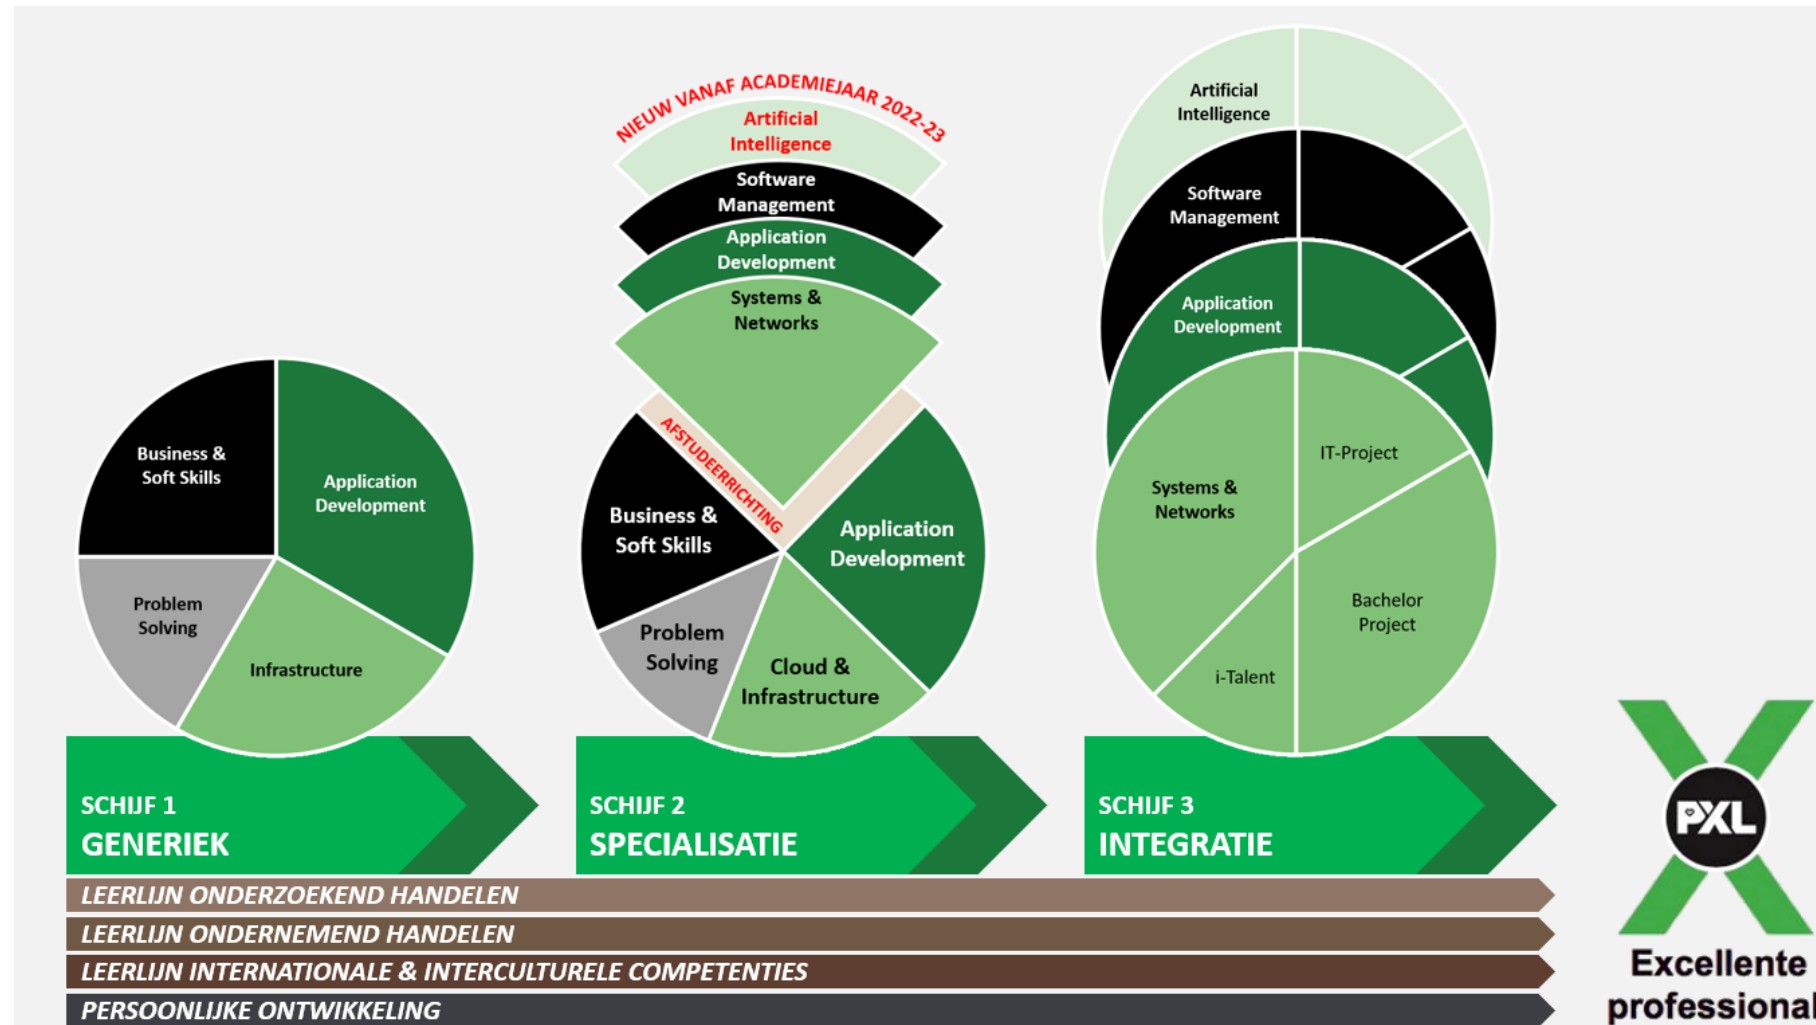 Business &
Soft Skills
Application
Development
Problem
Solving
Infrastructure
SCHIJF 1
GENERIEK
NIEUW VANAF ACADEMIEJAAR 2022-23
Artificial
Intelligence
Software
Management
Application
Development
Systems &
Networks
AFSTUDEERRICHTING
Business &
Soft Skills
Application
Development
Problem
Solving
Cloud &
Infrastructure
SCHIJF 2
SPECIALISATIE
Artificial
Intelligence
Software
Management
Application
Development
Systems &
Networks
IT-Project
Bachelor
Project
i-Talent
SCHIJF 3
INTEGRATIE
LEERLIJN ONDERZOEKEND HANDELEN
LEERLIJN ONDERNEMEND HANDELEN
LEERLIJN INTERNATIONALE & INTERCULTURELE COMPETENTIES
PERSOONLIJKE ONTWIKKELING
PXL
Excellente
professional